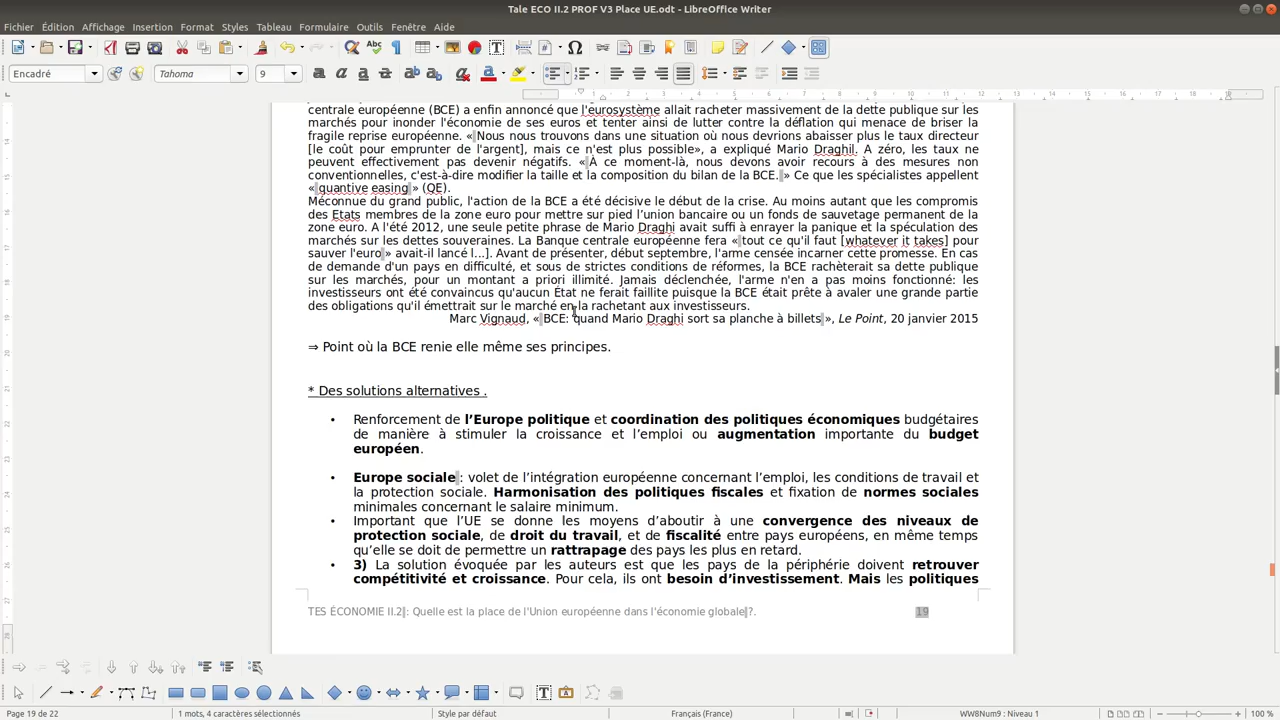 Tale ECO II.2 PROF V3 Place UE.odt - LibreOffice Writer
Fichier Édition Affichage Insertion Format Styles Tableau Formulaire Outils Fenêtre Aide
Encadré Tahoma 9
centrale européenne (BCE) a enfin annoncé que l'eurosystème allait racheter massivement de la dette publique sur les
marchés pour inonder l'économie de ses euros et tenter ainsi de lutter contre la déflation qui menace de briser la
fragile reprise européenne. « Nous nous trouvons dans une situation où nous devrions abaisser plus le taux directeur
[le coût pour emprunter de l'argent], mais ce n'est plus possible», a expliqué Mario Draghil. A zéro, les taux ne
peuvent effectivement pas devenir négatifs. « À ce moment-là, nous devons avoir recours à des mesures non
conventionnelles, c'est-à-dire modifier la taille et la composition du bilan de la BCE. » Ce que les spécialistes appellent
« quantive easing » (QE).
Méconnue du grand public, l'action de la BCE a été décisive le début de la crise. Au moins autant que les compromis
des Etats membres de la zone euro pour mettre sur pied l'union bancaire ou un fonds de sauvetage permanent de la
zone euro. A l'été 2012, une seule petite phrase de Mario Draghi avait suffi à enrayer la panique et la spéculation des
marchés sur les dettes souveraines. La Banque centrale européenne fera « tout ce qu'il faut [whatever it takes] pour
sauver l'euro » avait-il lancé l...]. Avant de présenter, début septembre, l'arme censée incarner cette promesse. En cas
de demande d'un pays en difficulté, et sous de strictes conditions de réformes, la BCE rachèterait sa dette publique
sur les marchés, pour un montant a priori illimité. Jamais déclenchée, l'arme n'en a pas moins fonctionné: les
investisseurs ont été convaincus qu'aucun État ne ferait faillite puisque la BCE était prête à avaler une grande partie
des obligations qu'il émettrait sur le marché en la rachetant aux investisseurs.
Marc Vignaud, « BCE: quand Mario Draghi sort sa planche à billets », Le Point, 20 janvier 2015
⇒ Point où la BCE renie elle même ses principes.
* Des solutions alternatives .
• Renforcement de l'Europe politique et coordination des politiques économiques budgétaires
de manière à stimuler la croissance et l'emploi ou augmentation importante du budget
européen.
• Europe sociale : volet de l'intégration européenne concernant l'emploi, les conditions de travail et
la protection sociale. Harmonisation des politiques fiscales et fixation de normes sociales
minimales concernant le salaire minimum.
• Important que l'UE se donne les moyens d'aboutir à une convergence des niveaux de
protection sociale, de droit du travail, et de fiscalité entre pays européens, en même temps
qu'elle se doit de permettre un rattrapage des pays les plus en retard.
• 3) La solution évoquée par les auteurs est que les pays de la périphérie doivent retrouver
compétitivité et croissance. Pour cela, ils ont besoin d'investissement. Mais les politiques
TES ÉCONOMIE II.2 : Quelle est la place de l'Union européenne dans l'économie globale ?. 19
Page 19 de 22 1 mots, 4 caractères sélectionnés Style par défaut Français (France) WW8Num9 : Niveau 1 100 %